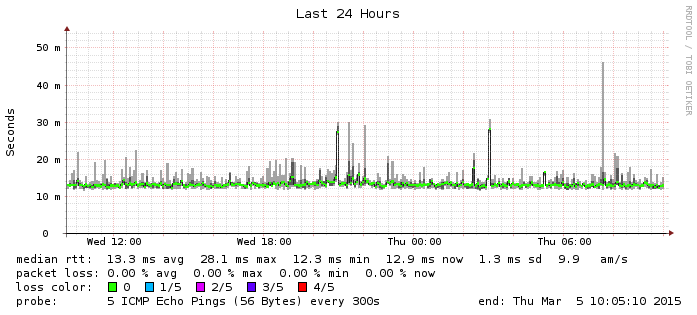 Last 24 Hours
RRDTOOL / TOBI OETIKER
Seconds
50 m
40 m
30 m
20 m
10 m
0
Wed 12:00 Wed 18:00 Thu 00:00 Thu 06:00
median rtt: 13.3 ms avg 28.1 ms max 12.3 ms min 12.9 ms now 1.3 ms sd 9.9 am/s
packet loss: 0.00 % avg 0.00 % max 0.00 % min 0.00 % now
loss color: 0 1/5 2/5 3/5 4/5
probe: 5 ICMP Echo Pings (56 Bytes) every 300s end: Thu Mar 5 10:05:10 2015